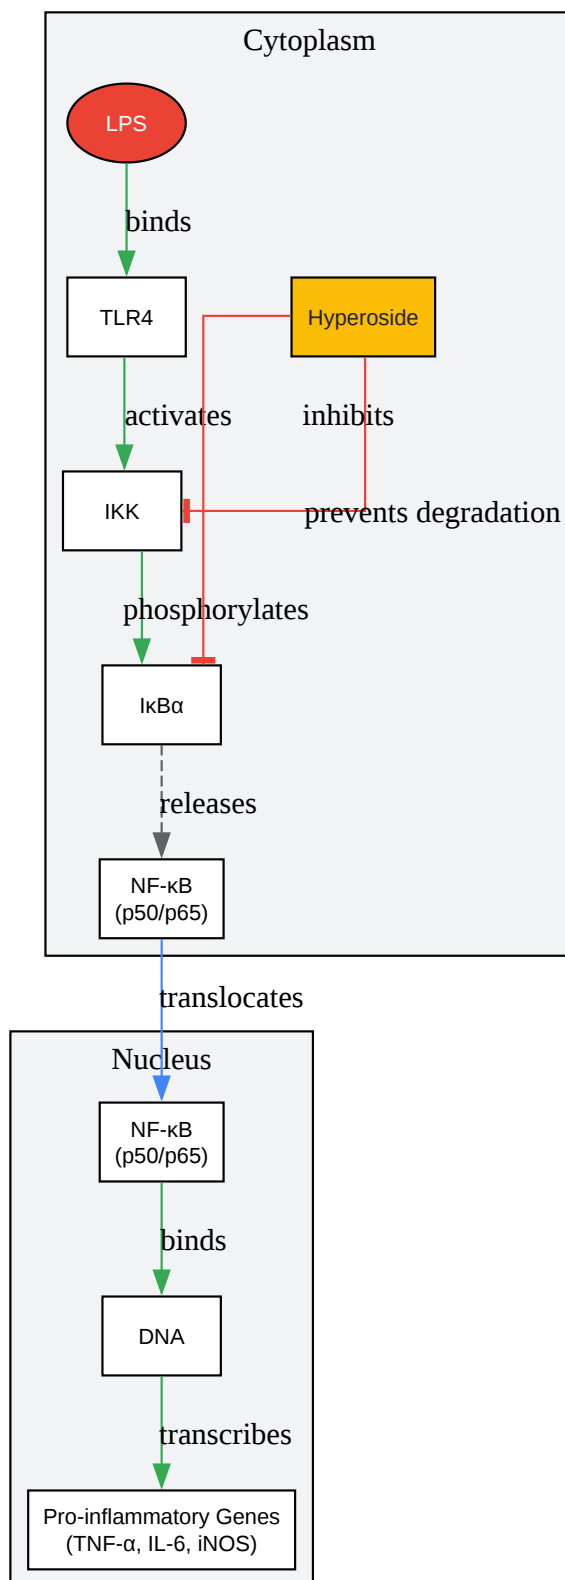 Cytoplasm
LPS
binds
TLR4
Hyperoside
activates
inhibits
IKK
prevents degradation
phosphorylates
IκBα
releases
NF-κB
(p50/p65)
translocates
Nucleus
NF-κB
(p50/p65)
binds
DNA
transcribes
Pro-inflammatory Genes
(TNF-α, IL-6, iNOS)